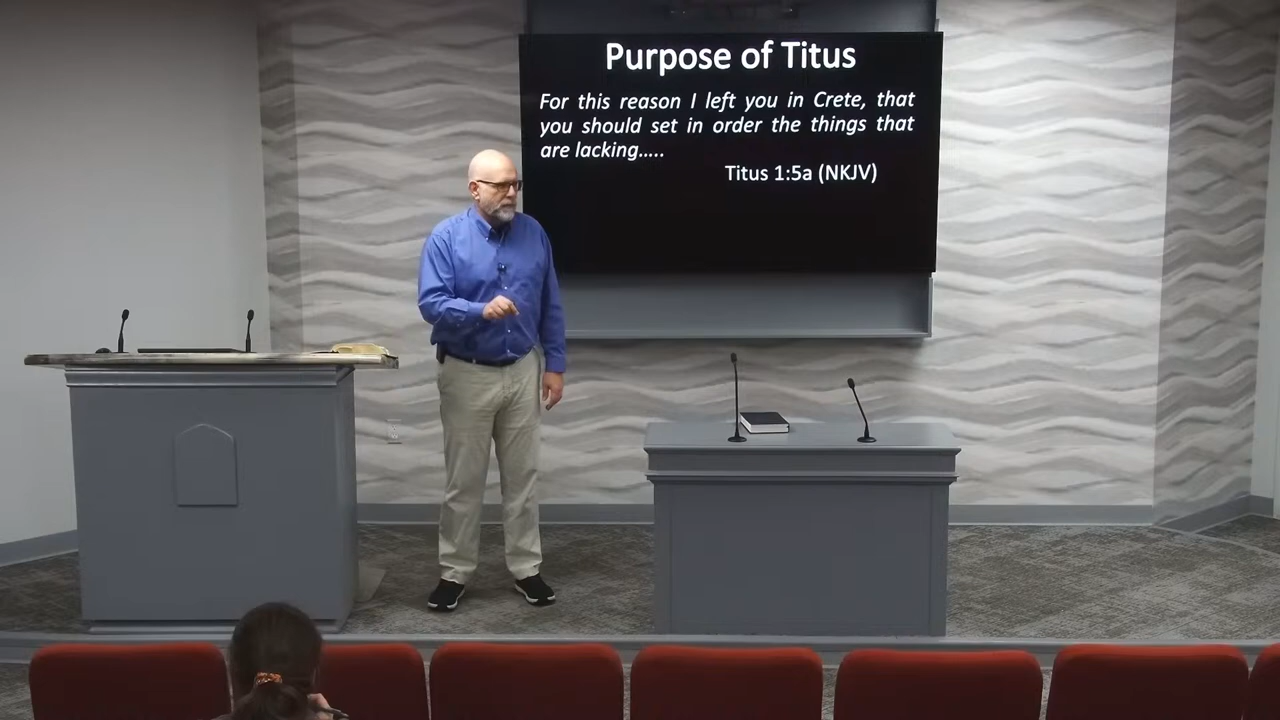 Purpose of Titus
For this reason I left you in Crete, that
you should set in order the things that
are lacking.....
Titus 1:5a (NKJV)